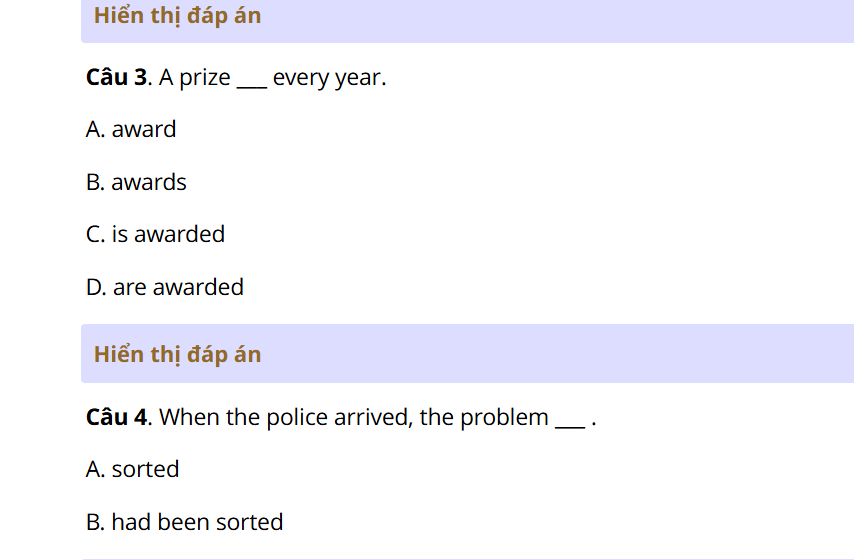 Hiển thị đáp án
Câu 3. A prize ___ every year.
A. award
B. awards
C. is awarded
D. are awarded
Hiển thị đáp án
Câu 4. When the police arrived, the problem ___ .
A. sorted
B. had been sorted